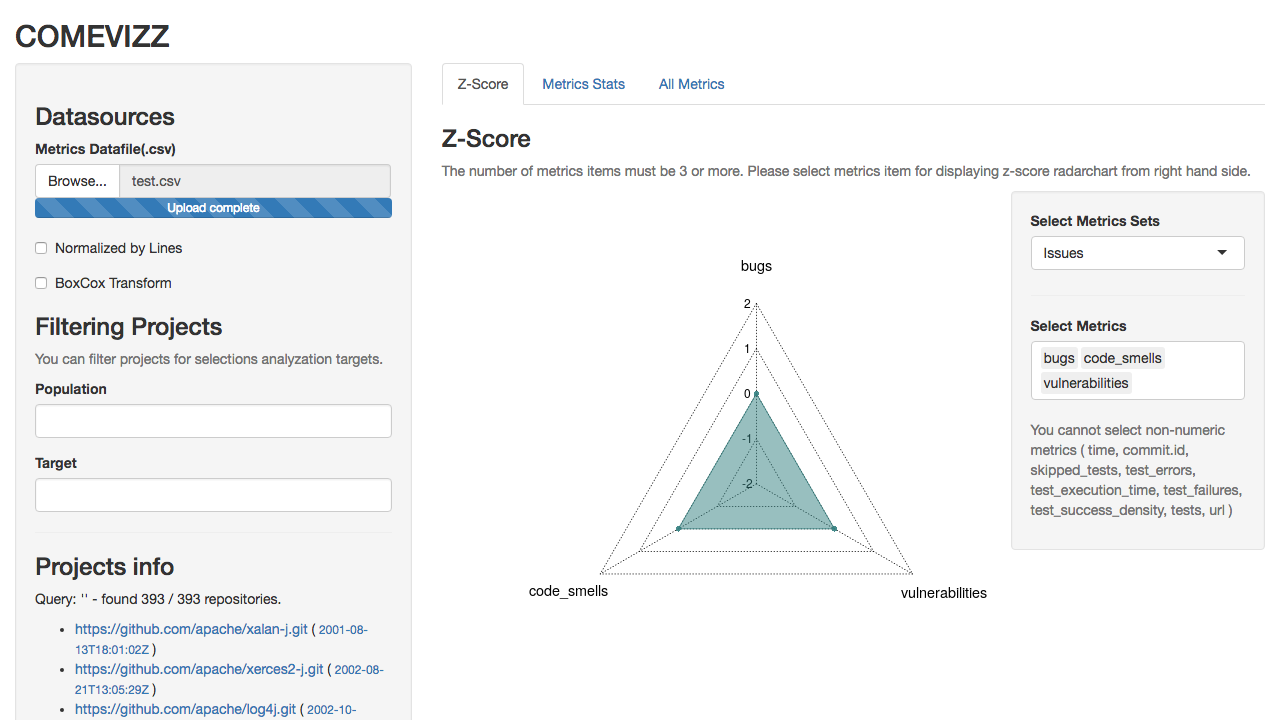 COMEVIZZ
Datasources
Metrics Datafile(.csv)
Browse... test.csv
Upload complete
Normalized by Lines
BoxCox Transform
Filtering Projects
You can filter projects for selections analyzation targets.
Population
Target
Projects info
Query: '' - found 393 / 393 repositories.
https://github.com/apache/xalan-j.git ( 2001-08-
13T18:01:02Z )
https://github.com/apache/xerces2-j.git ( 2002-08-
21T13:05:29Z )
https://github.com/apache/log4j.git ( 2002-10-
Z-Score Metrics Stats All Metrics
Z-Score
The number of metrics items must be 3 or more. Please select metrics item for displaying z-score radarchart from right hand side.
bugs
2
1
0
-1
-2
code_smells
vulnerabilities
Select Metrics Sets
Issues
Select Metrics
bugs code_smells
vulnerabilities
You cannot select non-numeric
metrics ( time, commit.id,
skipped_tests, test_errors,
test_execution_time, test_failures,
test_success_density, tests, url )